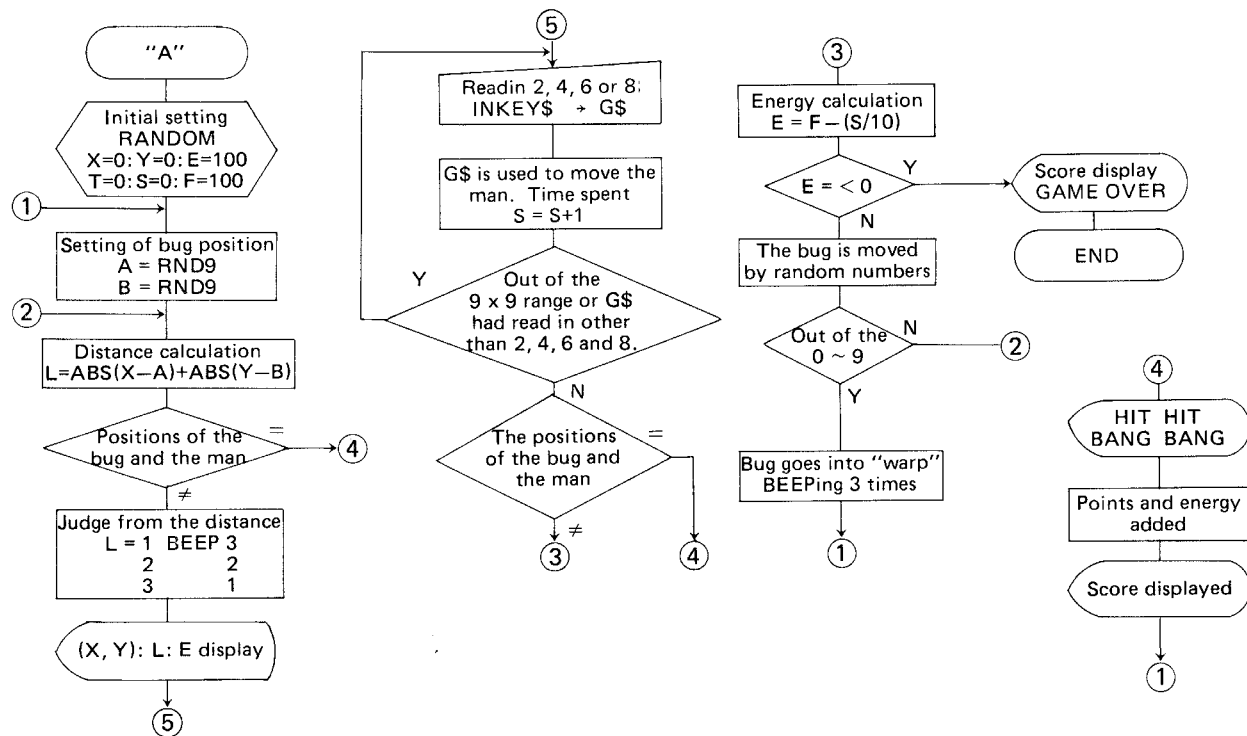 "A"
Initial setting
RANDOM
X=0: Y=0: E=100
T=0: S=0: F=100
1
Setting of bug position
A = RND9
B = RND9
2
Distance calculation
L=ABS(X−A)+ABS(Y−B)
Positions of the
bug and the man
=
4
≠
Judge from the distance
L = 1 BEEP 3
2 2
3 1
(X, Y): L: E display
5
5
Readin 2, 4, 6 or 8:
INKEY$ → G$
G$ is used to move the
man. Time spent
S = S+1
Y
Out of the
9 x 9 range or G$
had read in other
than 2, 4, 6 and 8.
N
The positions
of the bug and
the man
=
≠
3
4
3
Energy calculation
E = F−(S/10)
E = < 0
Y
N
Score display
GAME OVER
END
The bug is moved
by random numbers
Out of the
0 ~ 9
N
2
Y
Bug goes into "warp"
BEEPing 3 times
1
4
HIT HIT
BANG BANG
Points and energy
added
Score displayed
1